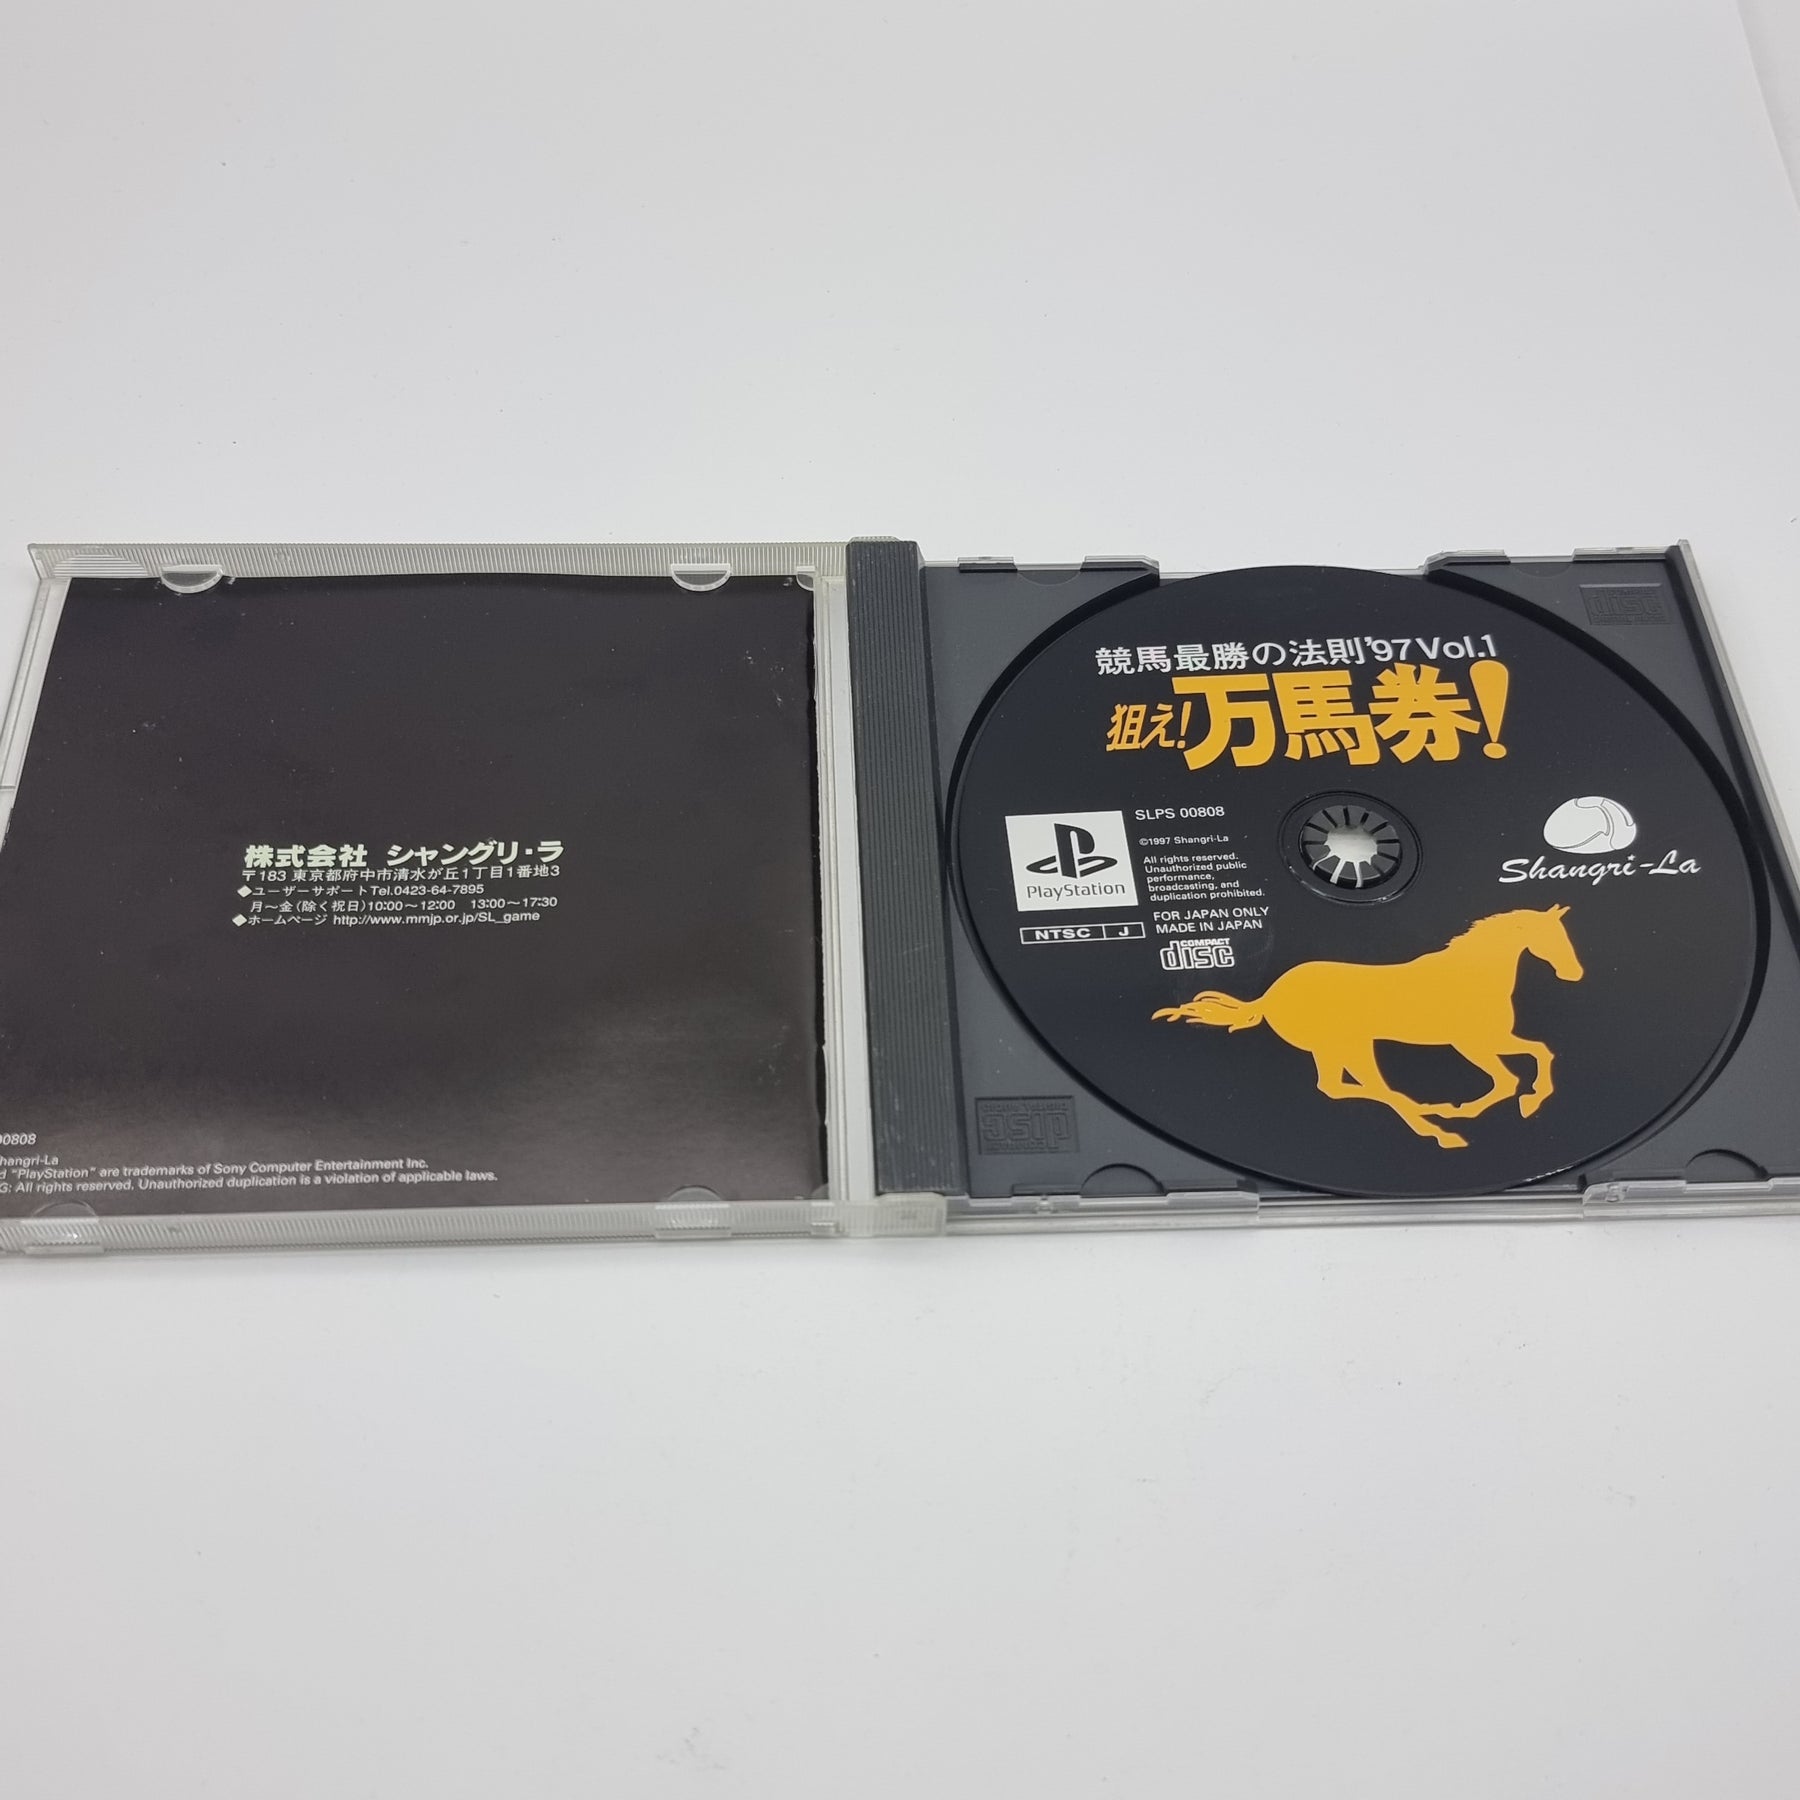 株式会社 シャングリ・ラ
〒183 東京都府中市清水が丘1丁目1番地3
◆ユーザーサポートTel.0423-64-7895
月～金(除く祝日)10:00～12:00 13:00～17:30
◆ホームページ http://www.mmjp.or.jp/SL_game
00808
hangri-La
"PlayStation" are trademarks of Sony Computer Entertainment Inc.
G: All rights reserved. Unauthorized duplication is a violation of applicable laws.
競馬最勝の法則'97 Vol.1
狙え!万馬券!
SLPS 00808
©1997 Shangri-La
All rights reserved.
Unauthorized public
performance,
broadcasting, and
duplication prohibited.
PlayStation
NTSC J
FOR JAPAN ONLY
MADE IN JAPAN
COMPACT
disc
Shangri-La
disc
COMPACT
disc
DIGITAL AUDIO